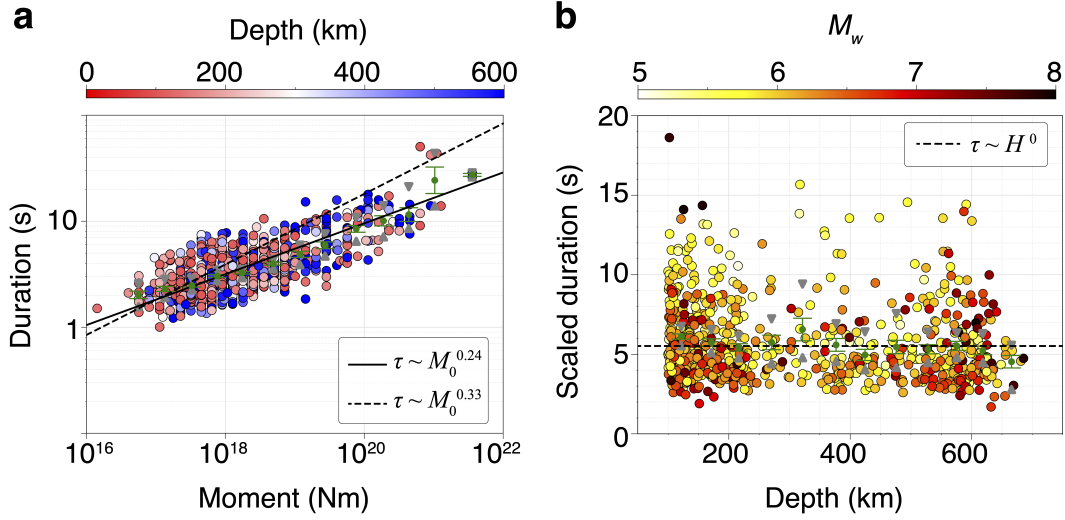 a
Depth (km)
0 200 400 600
Duration (s)
10
1
τ ~ M₀^0.24
τ ~ M₀^0.33
10^16 10^18 10^20 10^22
Moment (Nm)
b
M_w
5 6 7 8
Scaled duration (s)
20
15
10
5
0
τ ~ H^0
200 400 600
Depth (km)